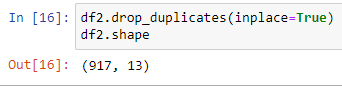 In [16]: df2.drop_duplicates(inplace=True)
df2.shape
Out[16]: (917, 13)